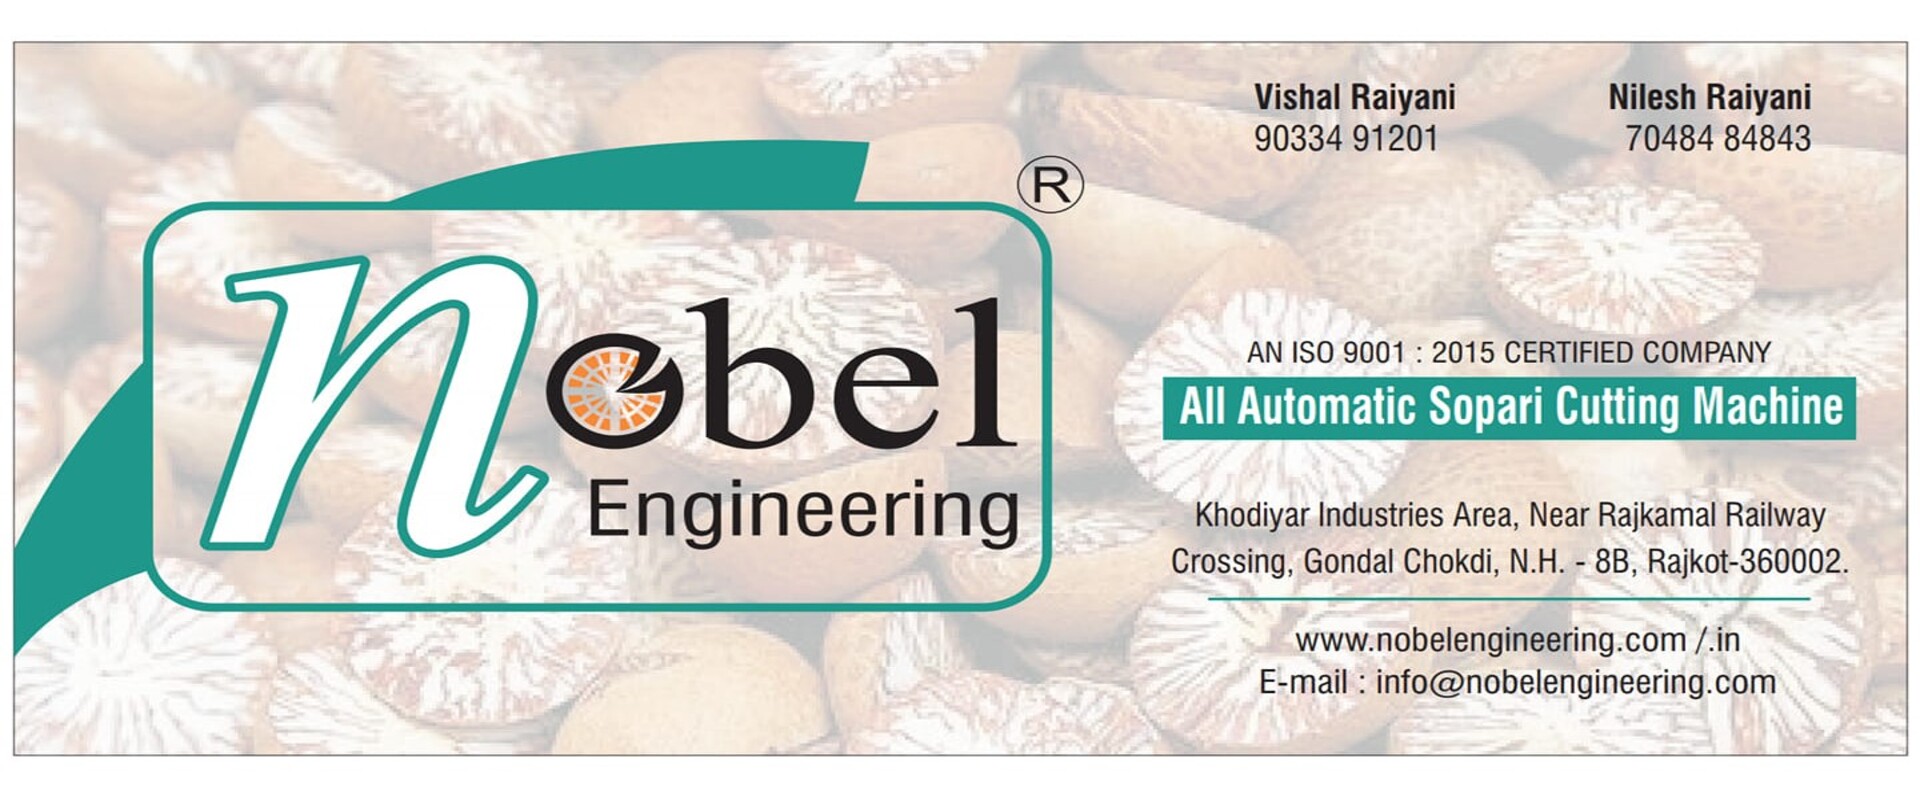 Vishal Raiyani
90334 91201
Nilesh Raiyani
70484 84843
®
nobel
Engineering
AN ISO 9001 : 2015 CERTIFIED COMPANY
All Automatic Sopari Cutting Machine
Khodiyar Industries Area, Near Rajkamal Railway
Crossing, Gondal Chokdi, N.H. - 8B, Rajkot-360002.
www.nobelengineering.com /.in
E-mail : info@nobelengineering.com